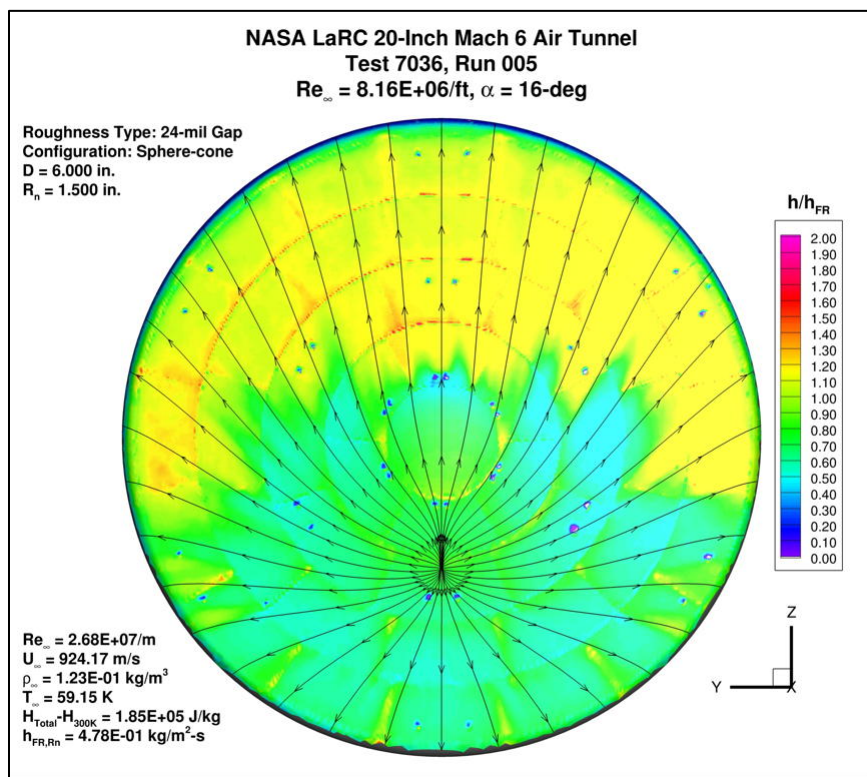 NASA LaRC 20-Inch Mach 6 Air Tunnel
Test 7036, Run 005
Re∞ = 8.16E+06/ft, α = 16-deg
Roughness Type: 24-mil Gap
Configuration: Sphere-cone
D = 6.000 in.
Rn = 1.500 in.
h/hFR
2.00
1.90
1.80
1.70
1.60
1.50
1.40
1.30
1.20
1.10
1.00
0.90
0.80
0.70
0.60
0.50
0.40
0.30
0.20
0.10
0.00
Z
Y
X
Re∞ = 2.68E+07/m
U∞ = 924.17 m/s
ρ∞ = 1.23E-01 kg/m³
T∞ = 59.15 K
HTotal-H300K = 1.85E+05 J/kg
hFR,Rn = 4.78E-01 kg/m²-s